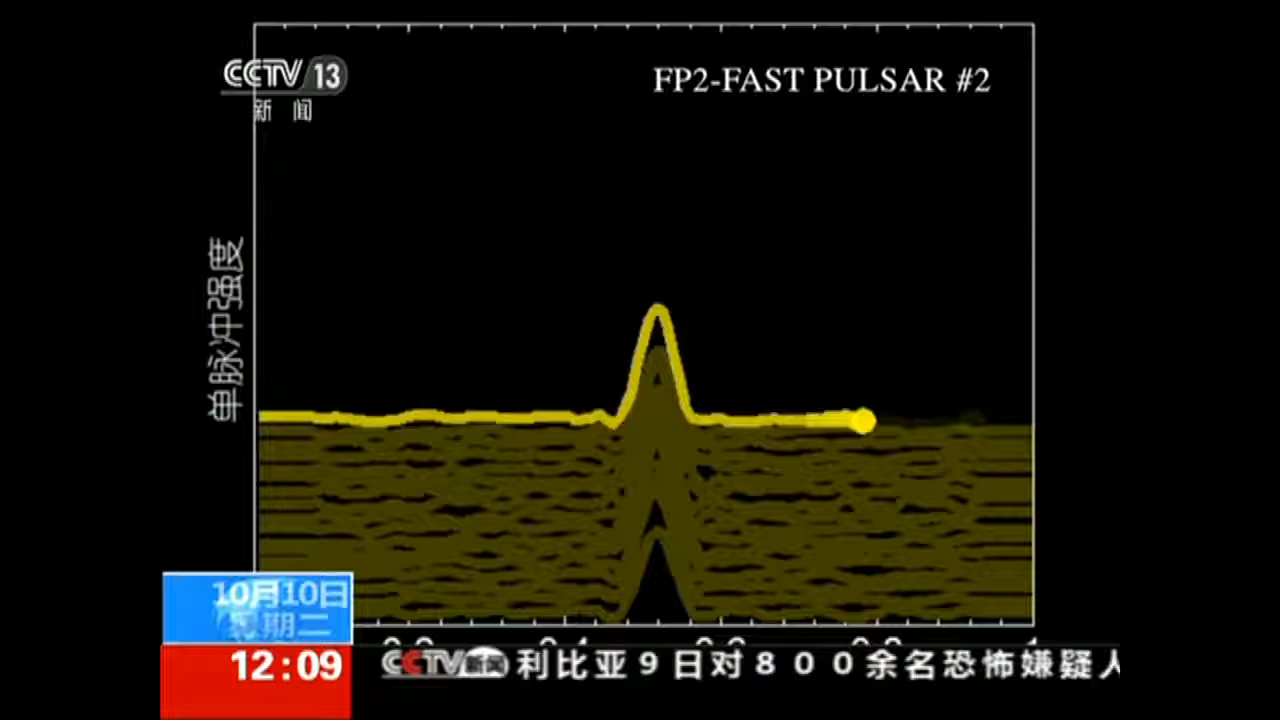 CCTV 13
新闻
FP2-FAST PULSAR #2
单脉冲强度
10月10日
星期二
12:09
CCTV新闻 利比亚9日对800余名恐怖嫌疑人